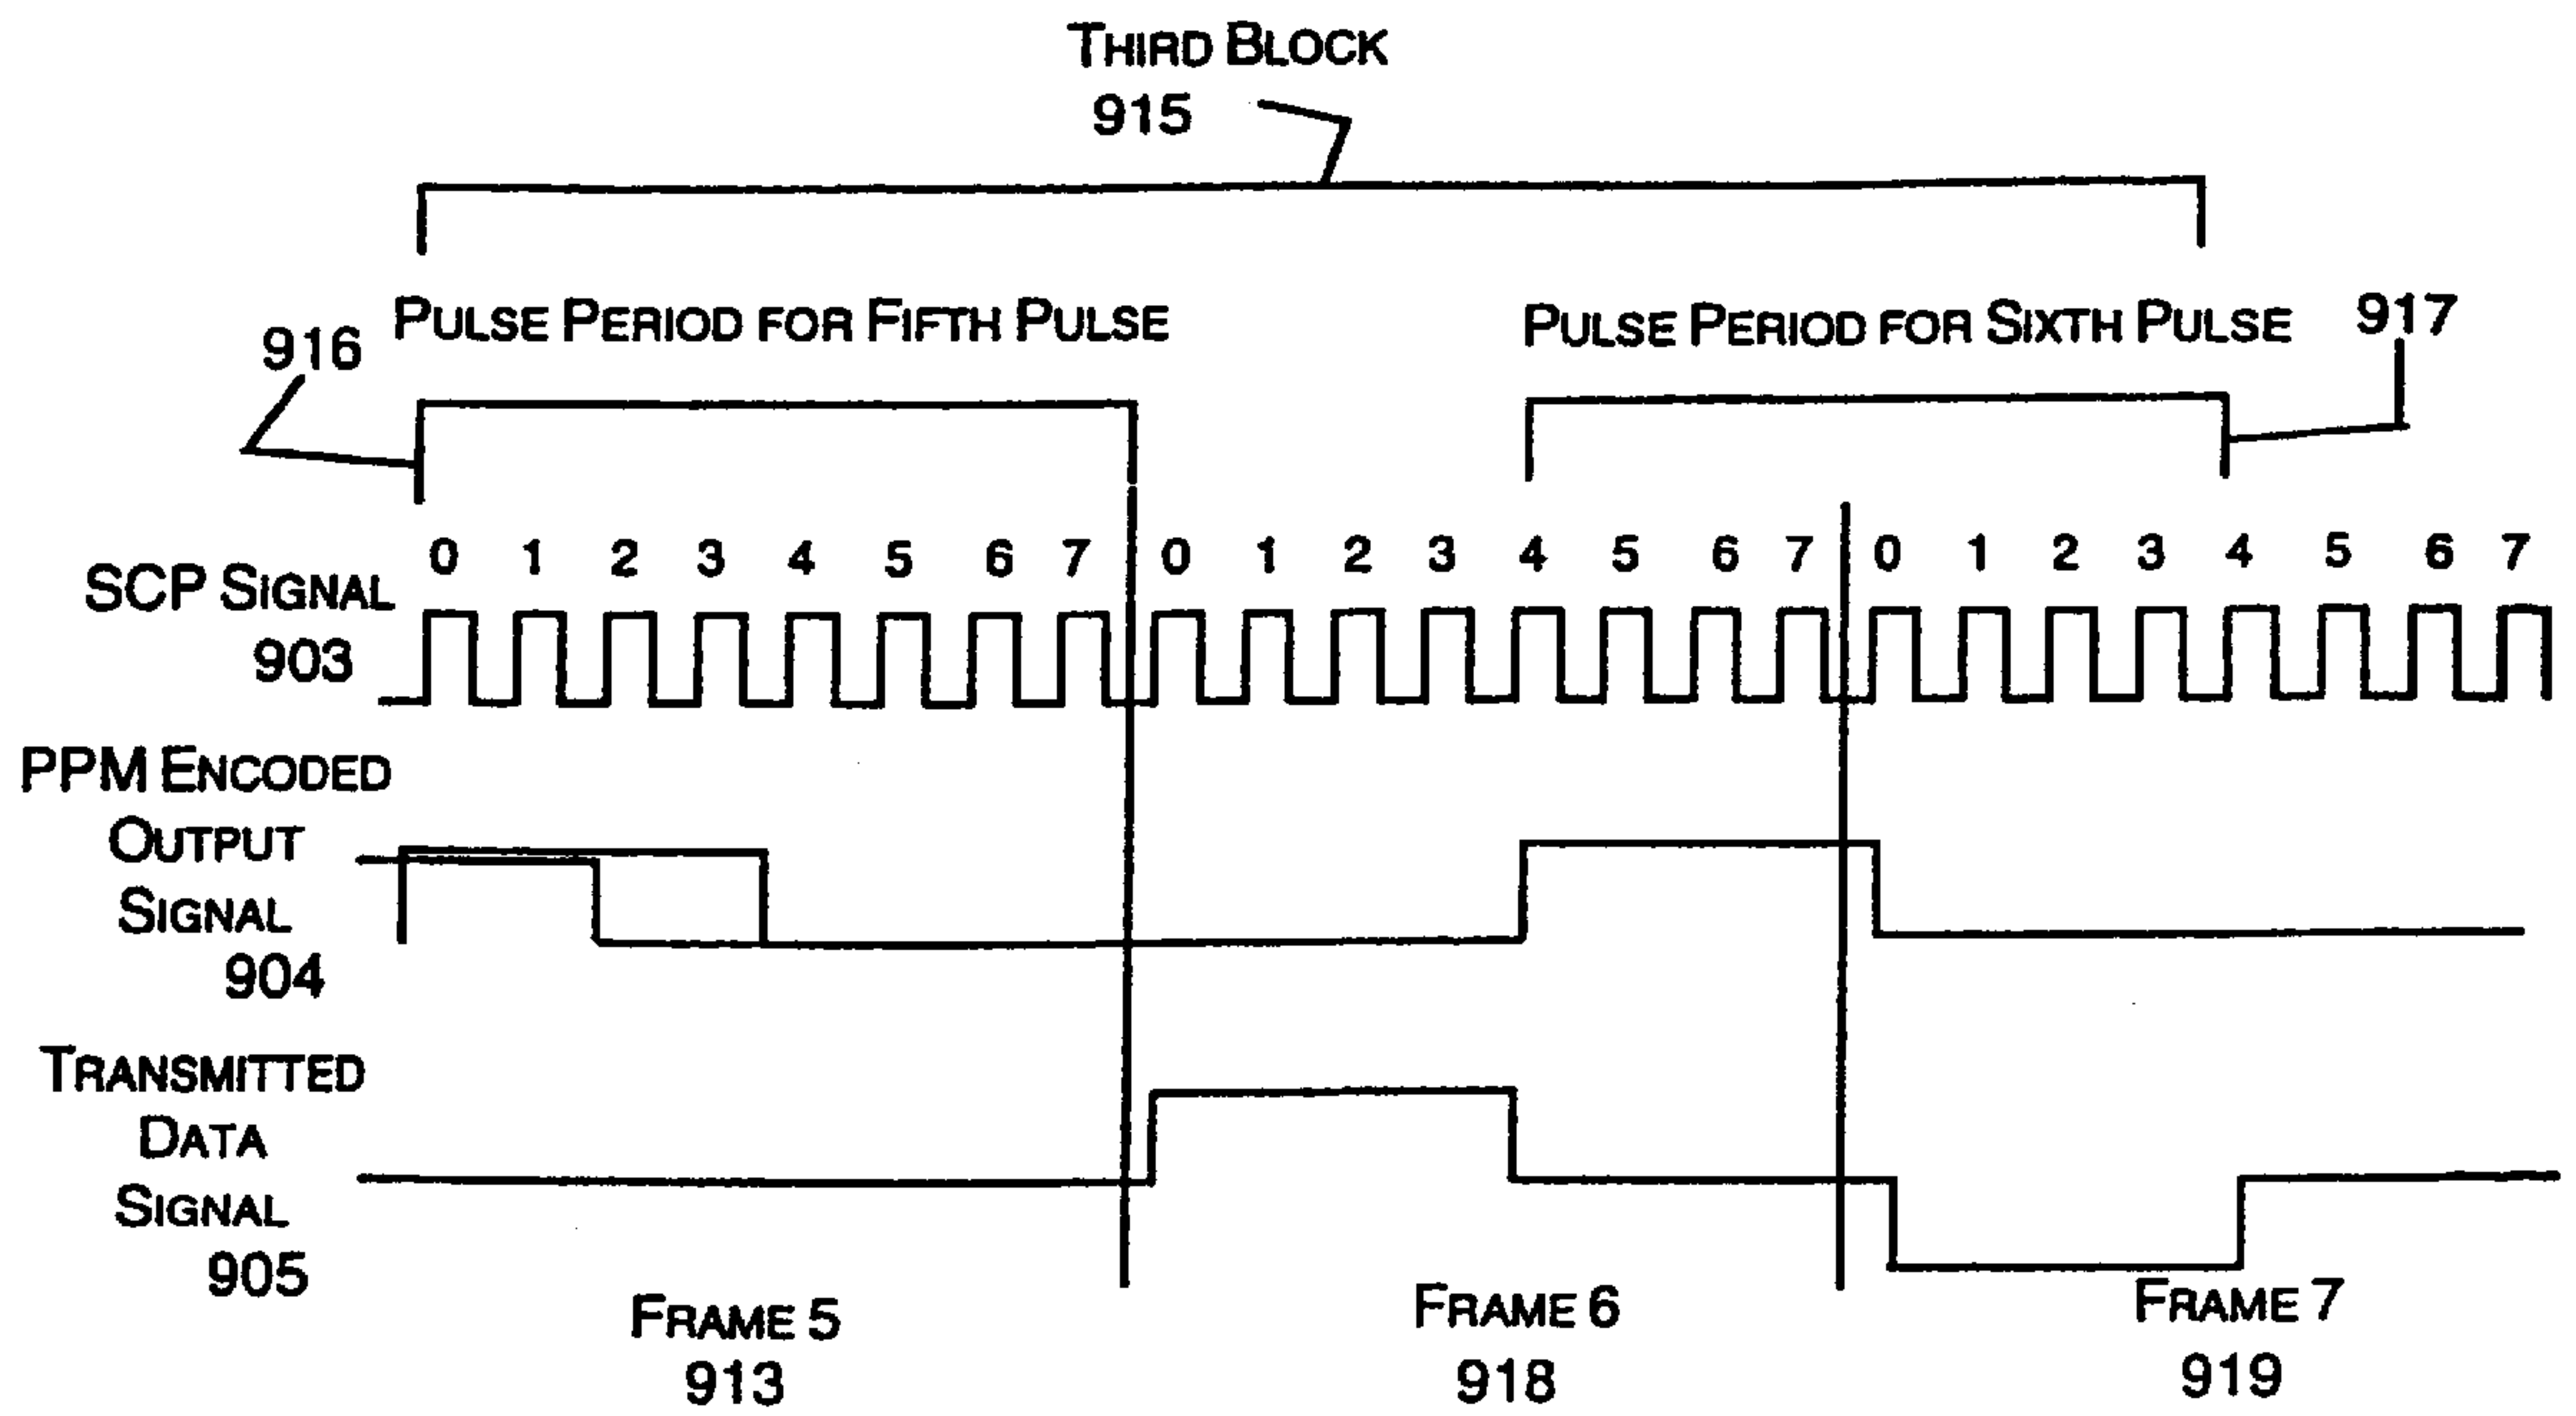 THIRD BLOCK
915
PULSE PERIOD FOR FIFTH PULSE
PULSE PERIOD FOR SIXTH PULSE
916
917
0 1 2 3 4 5 6 7 0 1 2 3 4 5 6 7 0 1 2 3 4 5 6 7
SCP SIGNAL
903
PPM ENCODED
OUTPUT
SIGNAL
904
TRANSMITTED
DATA
SIGNAL
905
FRAME 5
913
FRAME 6
918
FRAME 7
919